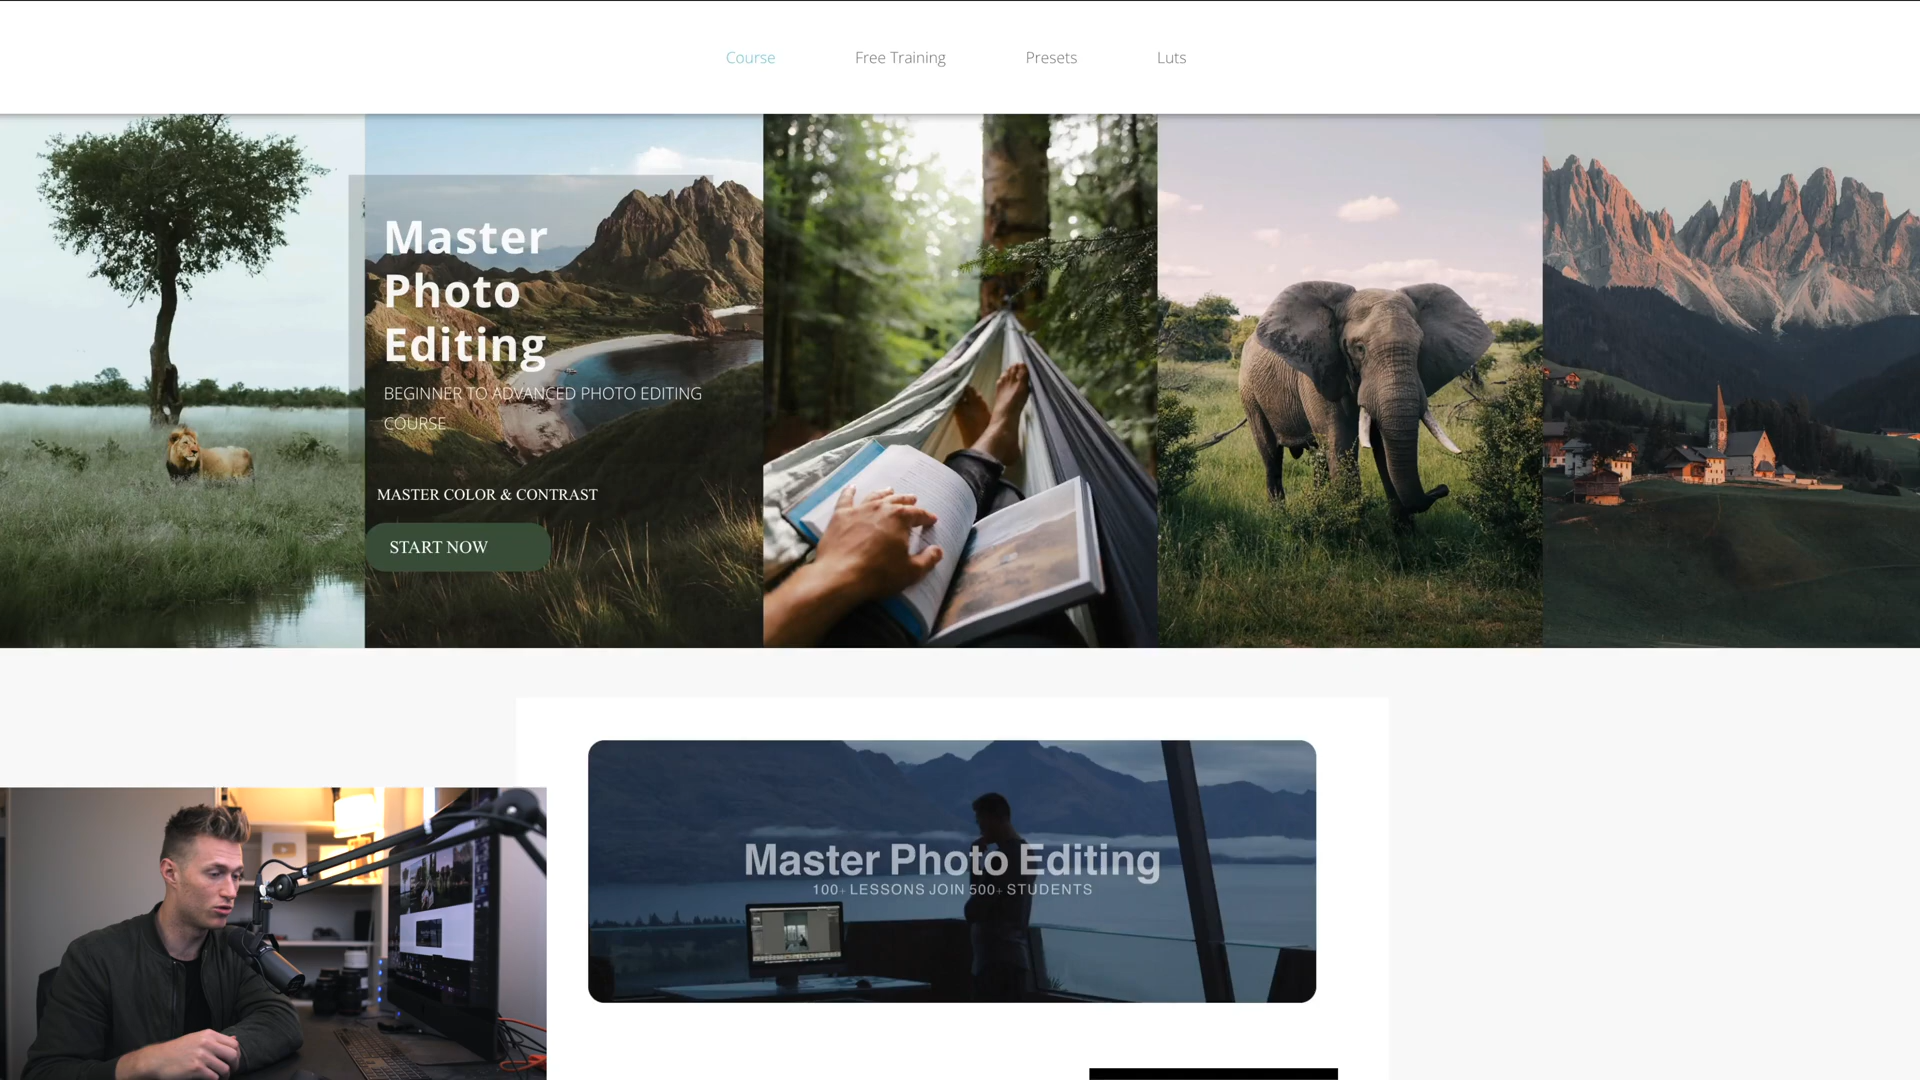 Course
Free Training
Presets
Luts
Master
Photo
Editing
BEGINNER TO ADVANCED PHOTO EDITING
COURSE
MASTER COLOR & CONTRAST
START NOW
Master Photo Editing
100+ LESSONS JOIN 500+ STUDENTS